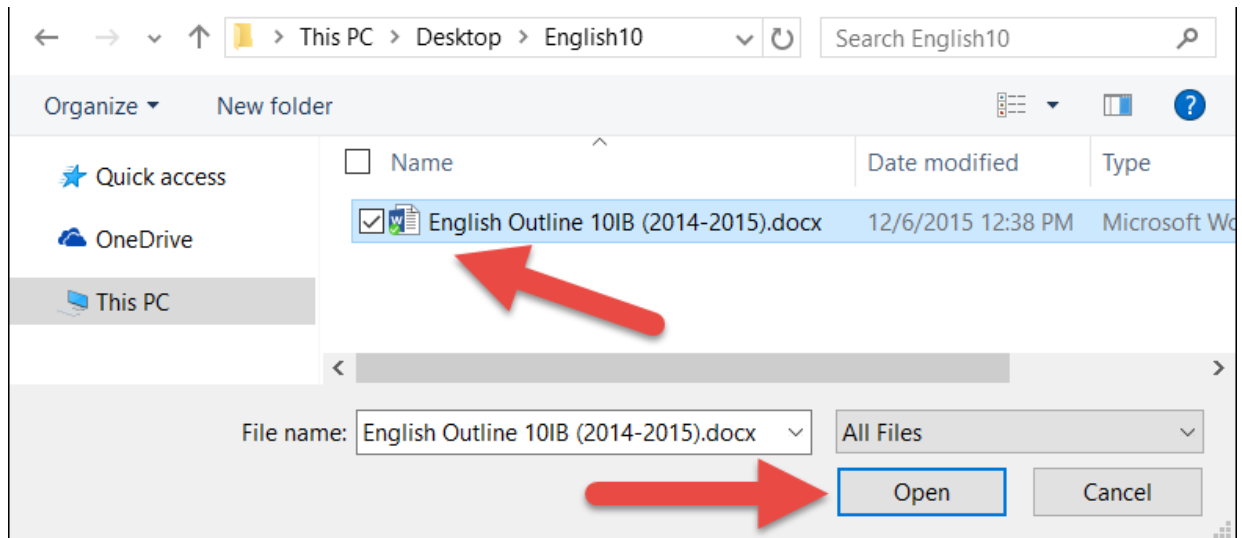 This PC > Desktop > English10
Search English10
Organize
New folder
?
Quick access
OneDrive
This PC
Name
Date modified
Type
W English Outline 10IB (2014-2015).docx 12/6/2015 12:38 PM Microsoft Wo
File name: English Outline 10IB (2014-2015).docx
All Files
Open
Cancel